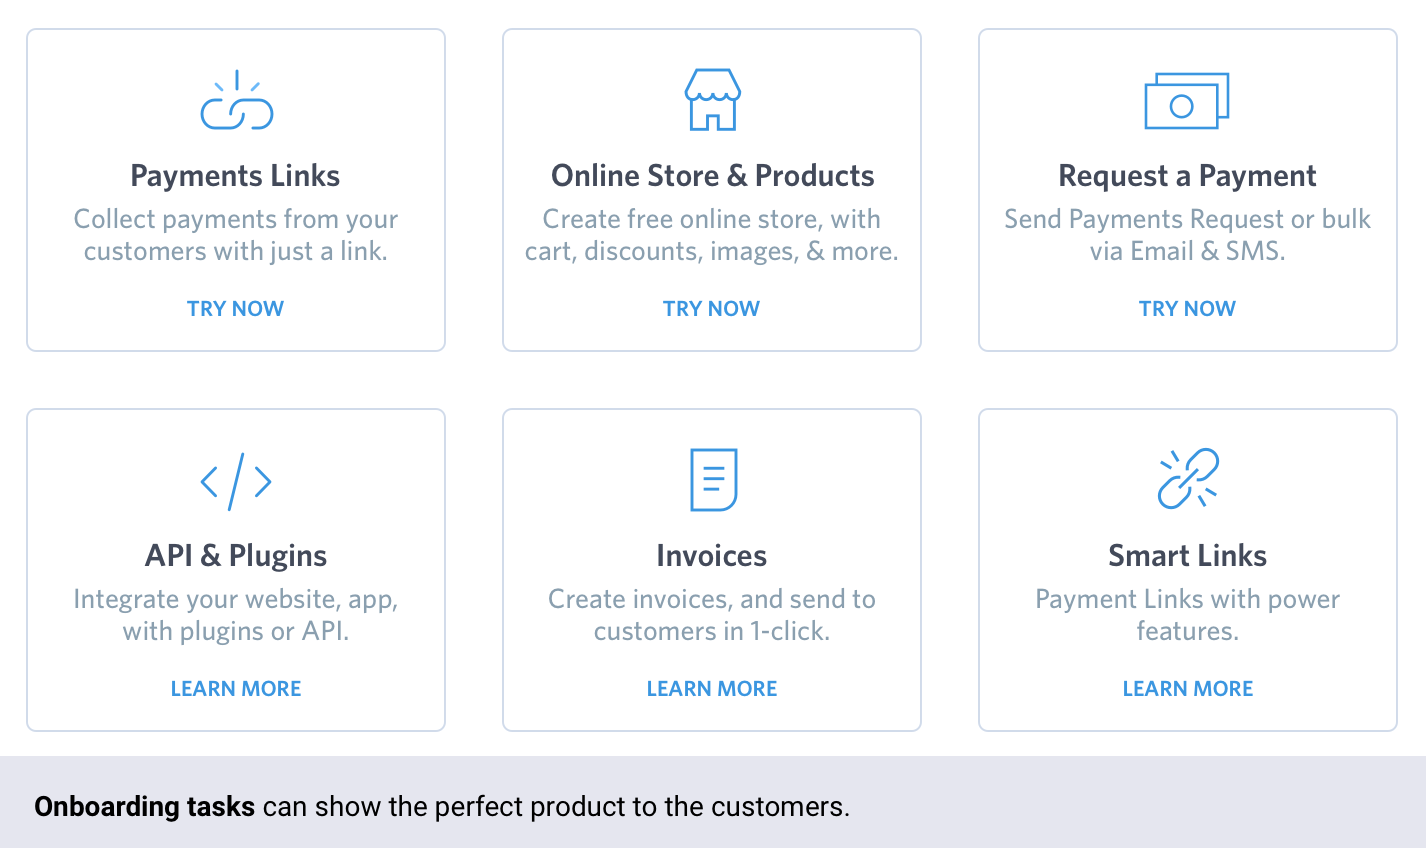 Payments Links
Collect payments from your
customers with just a link.
TRY NOW
Online Store & Products
Create free online store, with
cart, discounts, images, & more.
TRY NOW
Request a Payment
Send Payments Request or bulk
via Email & SMS.
TRY NOW
API & Plugins
Integrate your website, app,
with plugins or API.
LEARN MORE
Invoices
Create invoices, and send to
customers in 1-click.
LEARN MORE
Smart Links
Payment Links with power
features.
LEARN MORE
Onboarding tasks can show the perfect product to the customers.